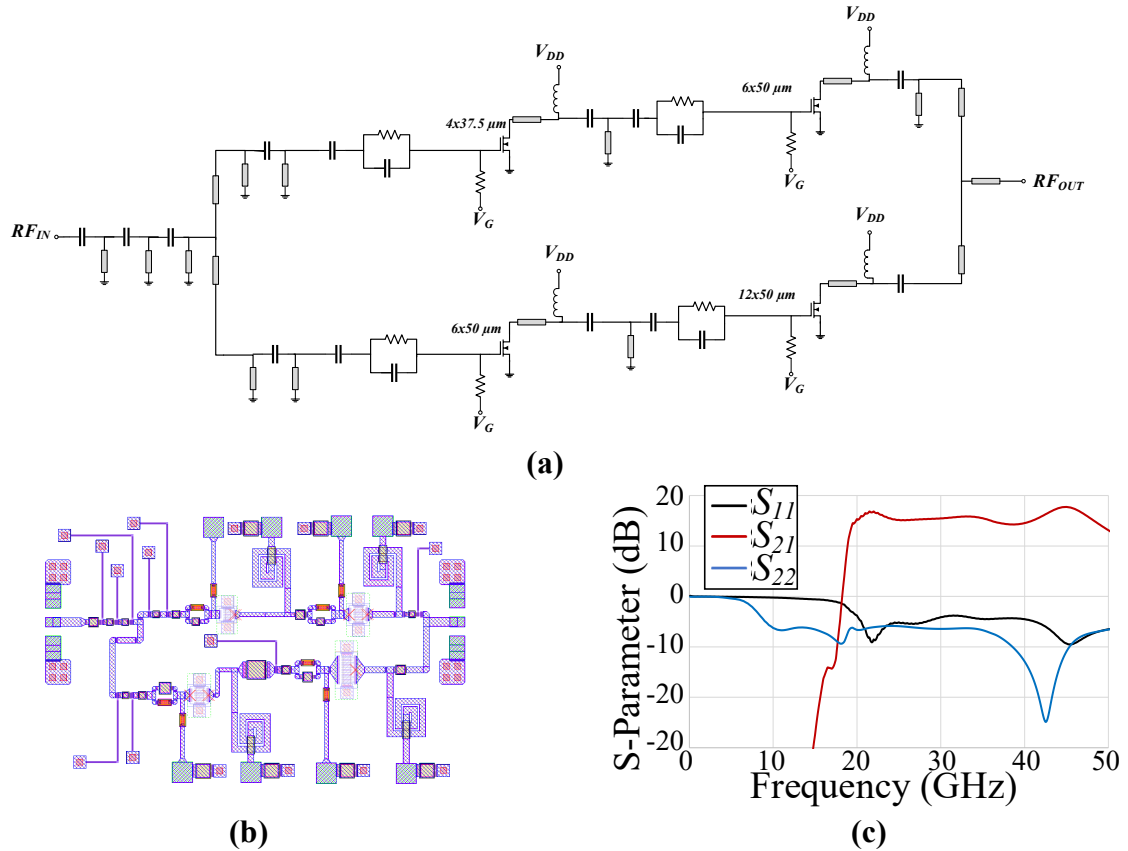 V_DD
V_DD
6x50 μm
4x37.5 μm
V_G
V_G
RF_IN
RF_OUT
V_DD
V_DD
12x50 μm
6x50 μm
V_G
V_G
(a)
20
10
0
-10
-20
-20
S_11
S_21
S_22
S-Parameter (dB)
0 10 20 30 40 50
Frequency (GHz)
(b) (c)